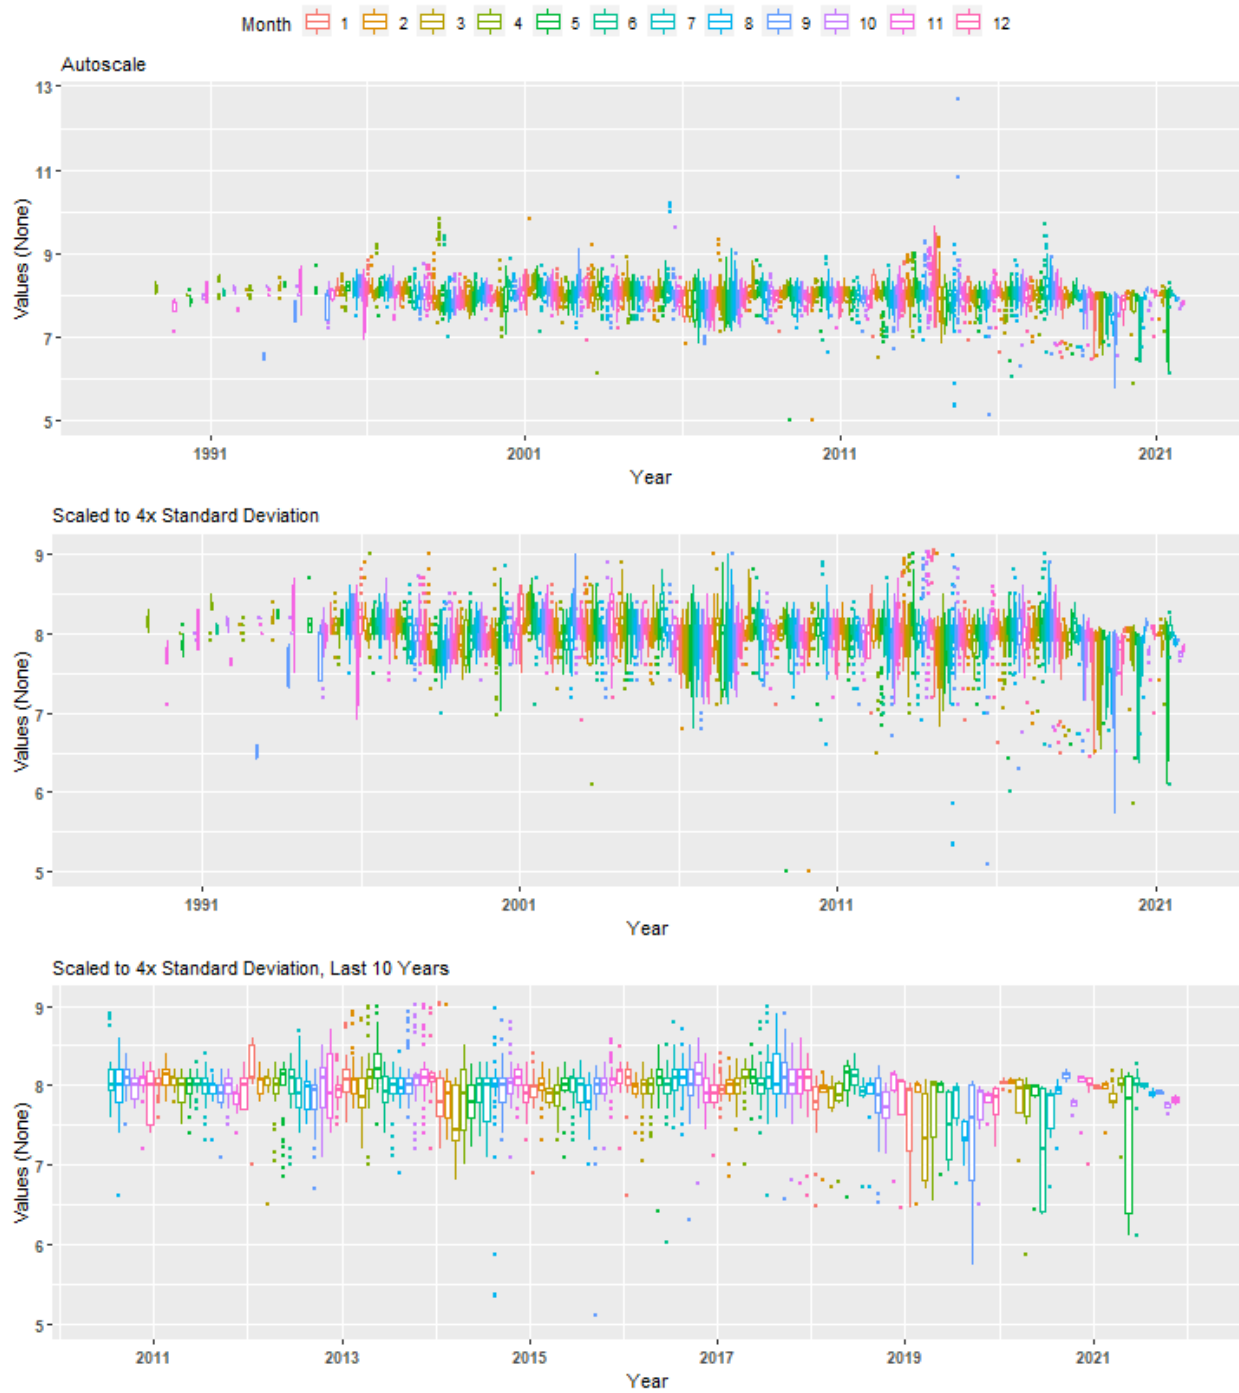 Month 1 2 3 4 5 6 7 8 9 10 11 12
Autoscale
13
11
9
7
5
Values (None)
1991 2001 2011 2021
Year
Scaled to 4x Standard Deviation
9
8
7
6
5
Values (None)
1991 2001 2011 2021
Year
Scaled to 4x Standard Deviation, Last 10 Years
9
8
7
6
5
Values (None)
2011 2013 2015 2017 2019 2021
Year